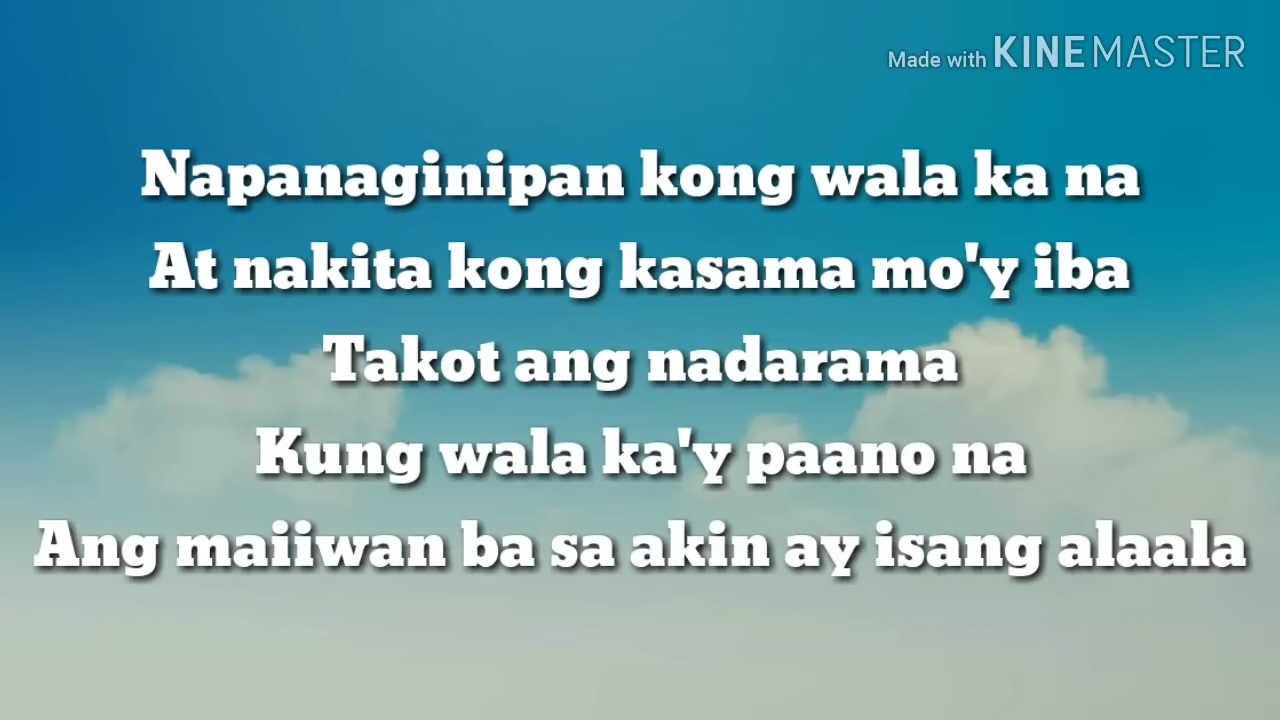 Made with KINEMASTER
Napanaginipan kong wala ka na
At nakita kong kasama mo'y iba
Takot ang nadarama
Kung wala ka'y paano na
Ang maiiwan ba sa akin ay isang alaala